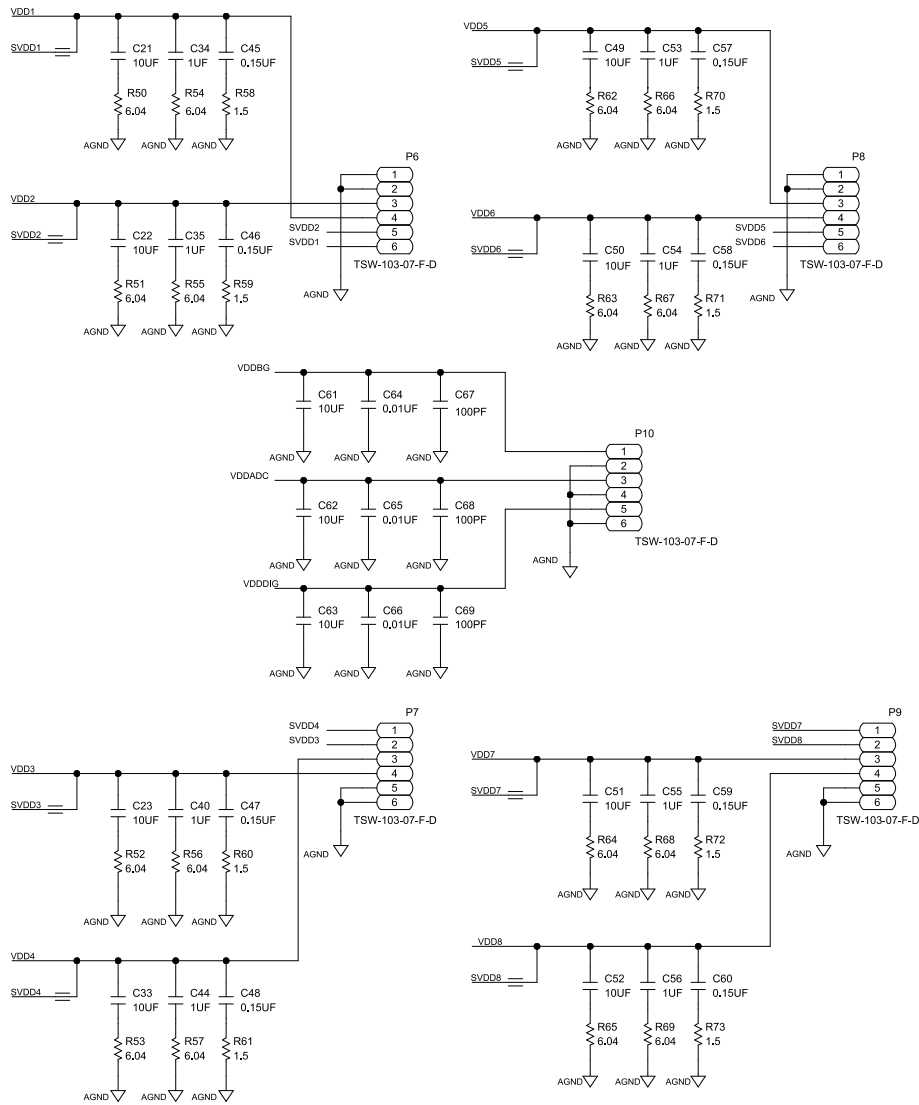 VDD1
SVDD1
C21 10UF
C34 1UF
C45 0.15UF
R50 6.04
R54 6.04
R58 1.5
AGND AGND AGND
VDD2
SVDD2
C22 10UF
C35 1UF
C46 0.15UF
R51 6.04
R55 6.04
R59 1.5
AGND AGND AGND
P6
1
2
3
4
SVDD2 5
SVDD1 6
TSW-103-07-F-D
AGND
VDD5
SVDD5
C49 10UF
C53 1UF
C57 0.15UF
R62 6.04
R66 6.04
R70 1.5
AGND AGND AGND
VDD6
SVDD6
C50 10UF
C54 1UF
C58 0.15UF
R63 6.04
R67 6.04
R71 1.5
AGND AGND AGND
P8
1
2
3
4
SVDD5 5
SVDD6 6
TSW-103-07-F-D
AGND
VDDBG
C61 10UF
C64 0.01UF
C67 100PF
AGND AGND AGND
VDDADC
C62 10UF
C65 0.01UF
C68 100PF
AGND AGND AGND
VDDDIG
C63 10UF
C66 0.01UF
C69 100PF
AGND AGND AGND
P10
1
2
3
4
5
6
TSW-103-07-F-D
AGND
VDD3
SVDD3
C23 10UF
C40 1UF
C47 0.15UF
R52 6.04
R56 6.04
R60 1.5
AGND AGND AGND
VDD4
SVDD4
C33 10UF
C44 1UF
C48 0.15UF
R53 6.04
R57 6.04
R61 1.5
AGND AGND AGND
P7
SVDD4 1
SVDD3 2
3
4
5
6
TSW-103-07-F-D
AGND
VDD7
SVDD7
C51 10UF
C55 1UF
C59 0.15UF
R64 6.04
R68 6.04
R72 1.5
AGND AGND AGND
VDD8
SVDD8
C52 10UF
C56 1UF
C60 0.15UF
R65 6.04
R69 6.04
R73 1.5
AGND AGND AGND
P9
SVDD7 1
SVDD8 2
3
4
5
6
TSW-103-07-F-D
AGND